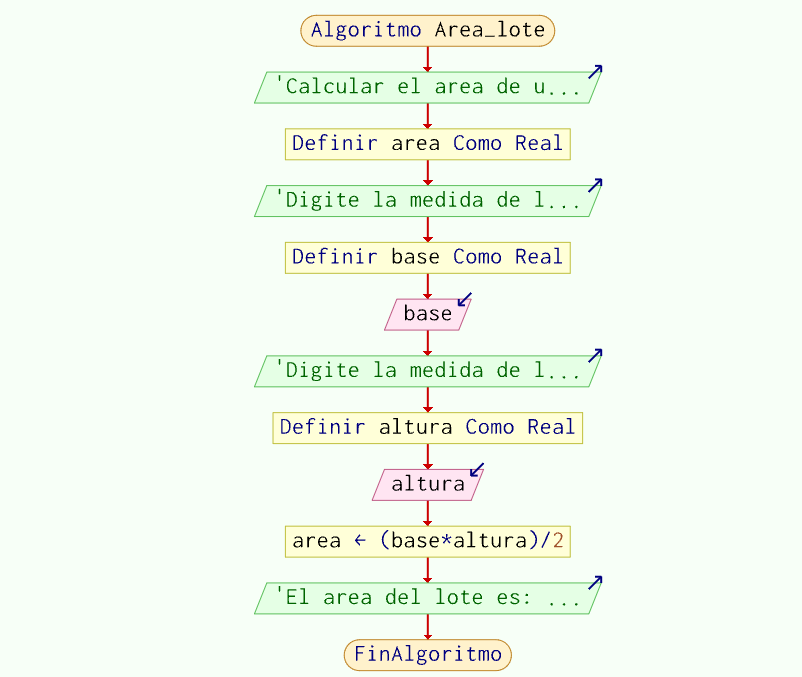 Algoritmo Area_lote
'Calcular el area de u...
Definir area Como Real
'Digite la medida de l...
Definir base Como Real
base
'Digite la medida de l...
Definir altura Como Real
altura
area ← (base*altura)/2
'El area del lote es: ...
FinAlgoritmo